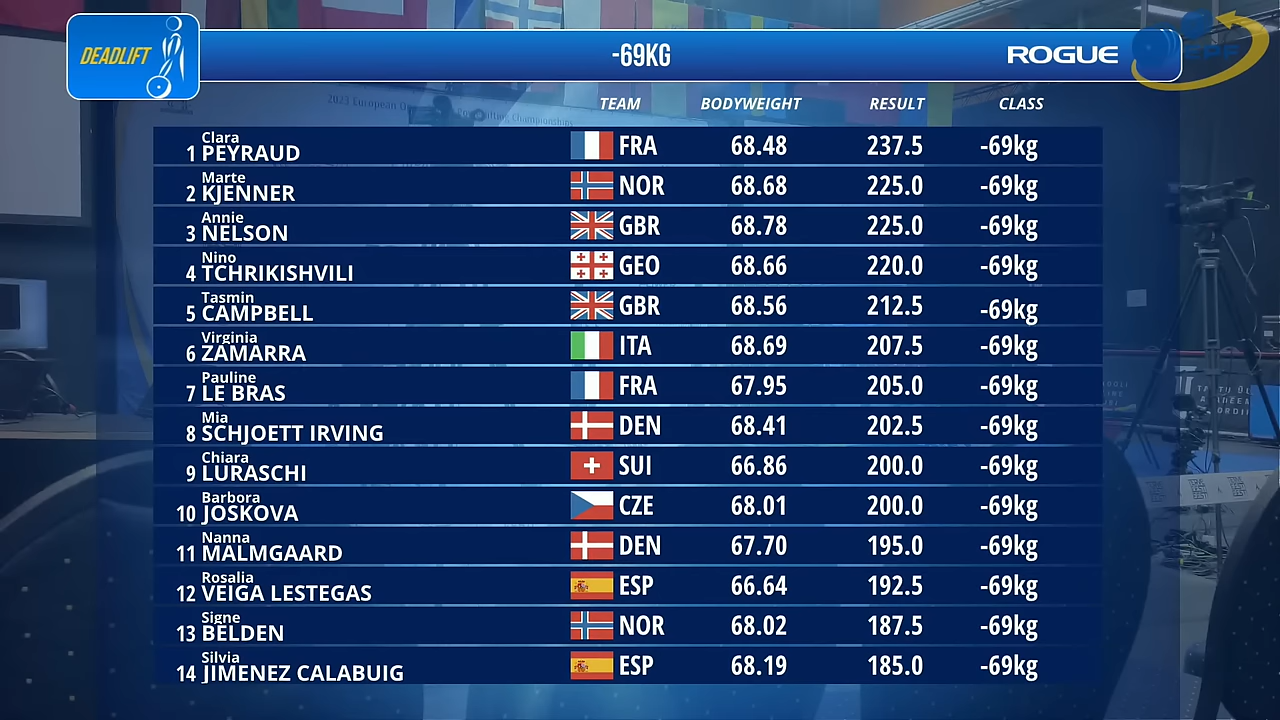 DEADLIFT
-69KG
ROGUE
TEAM BODYWEIGHT RESULT CLASS
Clara
1 PEYRAUD FRA 68.48 237.5 -69kg
Marte
2 KJENNER NOR 68.68 225.0 -69kg
Annie
3 NELSON GBR 68.78 225.0 -69kg
Nino
4 TCHRIKISHVILI GEO 68.66 220.0 -69kg
Tasmin
5 CAMPBELL GBR 68.56 212.5 -69kg
Virginia
6 ZAMARRA ITA 68.69 207.5 -69kg
Pauline
7 LE BRAS FRA 67.95 205.0 -69kg
Mia
8 SCHJOETT IRVING DEN 68.41 202.5 -69kg
Chiara
9 LURASCHI SUI 66.86 200.0 -69kg
Barbora
10 JOSKOVA CZE 68.01 200.0 -69kg
Nanna
11 MALMGAARD DEN 67.70 195.0 -69kg
Rosalia
12 VEIGA LESTEGAS ESP 66.64 192.5 -69kg
Signe
13 BELDEN NOR 68.02 187.5 -69kg
Silvia
14 JIMENEZ CALABUIG ESP 68.19 185.0 -69kg